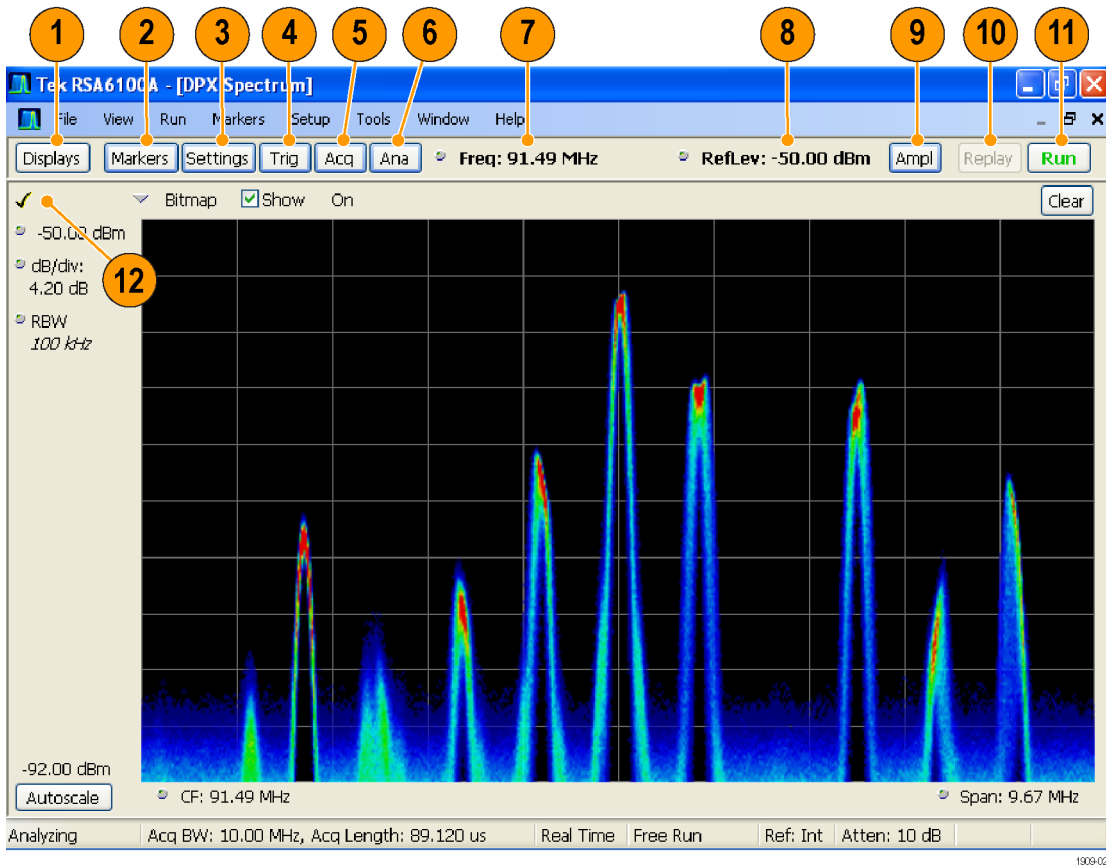 1 2 3 4 5 6 7 8 9 10 11
Tek RSA6100A - [DPX Spectrum]
File View Run Markers Setup Tools Window Help
Displays Markers Settings Trig Acq Ana Freq: 91.49 MHz RefLev: -50.00 dBm Ampl Replay Run
Bitmap Show On Clear
-50.00 dBm
dB/div:
4.20 dB
12
RBW
100 kHz
-92.00 dBm
Autoscale CF: 91.49 MHz Span: 9.67 MHz
Analyzing Acq BW: 10.00 MHz, Acq Length: 89.120 us Real Time Free Run Ref: Int Atten: 10 dB